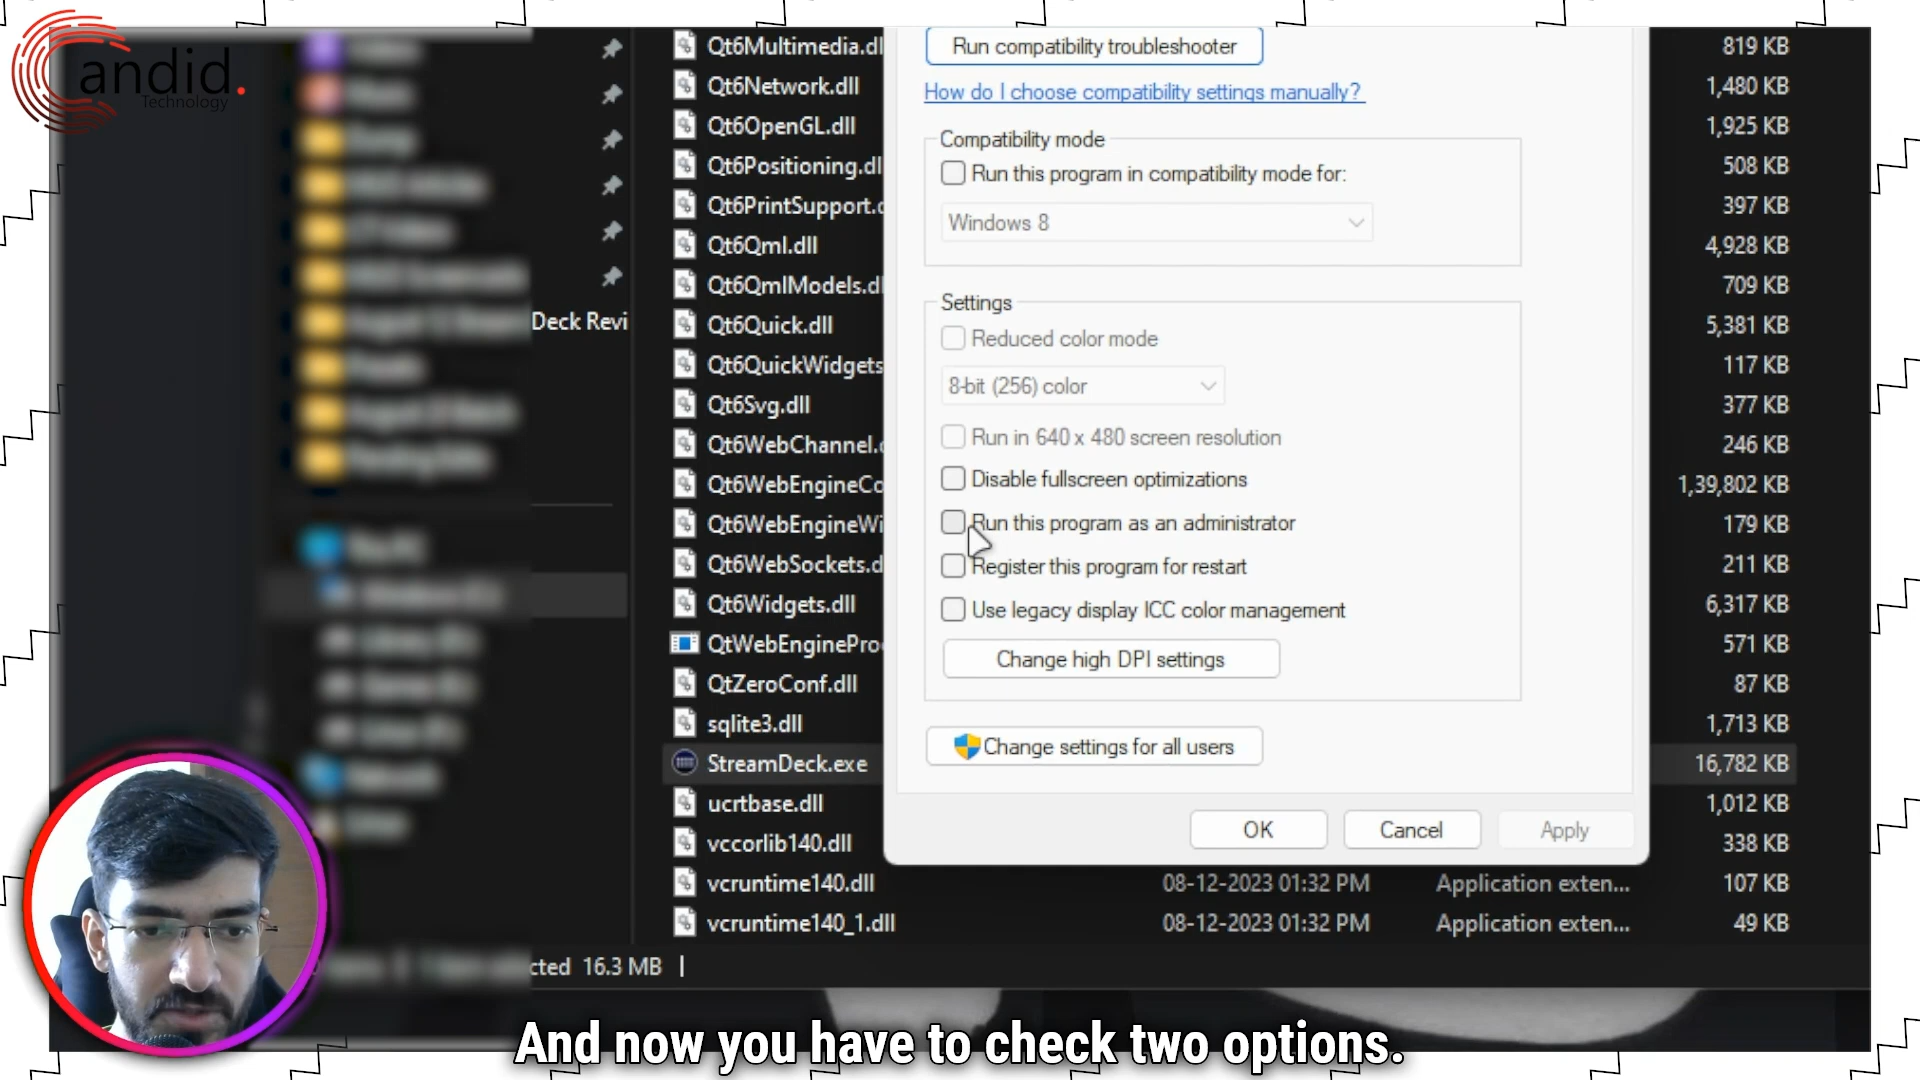 Candid.
Technology
Deck Revi
Qt6Multimedia.dl
819 KB
Qt6Network.dll
1,480 KB
Qt6OpenGL.dll
1,925 KB
Qt6Positioning.dl
508 KB
Qt6PrintSupport.c
397 KB
Qt6Qml.dll
4,928 KB
Qt6QmlModels.dl
709 KB
Qt6Quick.dll
5,381 KB
Qt6QuickWidgets
117 KB
Qt6Svg.dll
377 KB
Qt6WebChannel.c
246 KB
Qt6WebEngineCo
1,39,802 KB
Qt6WebEngineWi
179 KB
Qt6WebSockets.d
211 KB
Qt6Widgets.dll
6,317 KB
QtWebEnginePro
571 KB
QtZeroConf.dll
87 KB
sqlite3.dll
1,713 KB
StreamDeck.exe
16,782 KB
ucrtbase.dll
1,012 KB
vccorlib140.dll
338 KB
vcruntime140.dll 08-12-2023 01:32 PM Application exten... 107 KB
vcruntime140_1.dll 08-12-2023 01:32 PM Application exten... 49 KB
Run compatibility troubleshooter
How do I choose compatibility settings manually?
Compatibility mode
Run this program in compatibility mode for:
Windows 8
Settings
Reduced color mode
8-bit (256) color
Run in 640 x 480 screen resolution
Disable fullscreen optimizations
Run this program as an administrator
Register this program for restart
Use legacy display ICC color management
Change high DPI settings
Change settings for all users
OK Cancel Apply
cted 16.3 MB
And now you have to check two options.